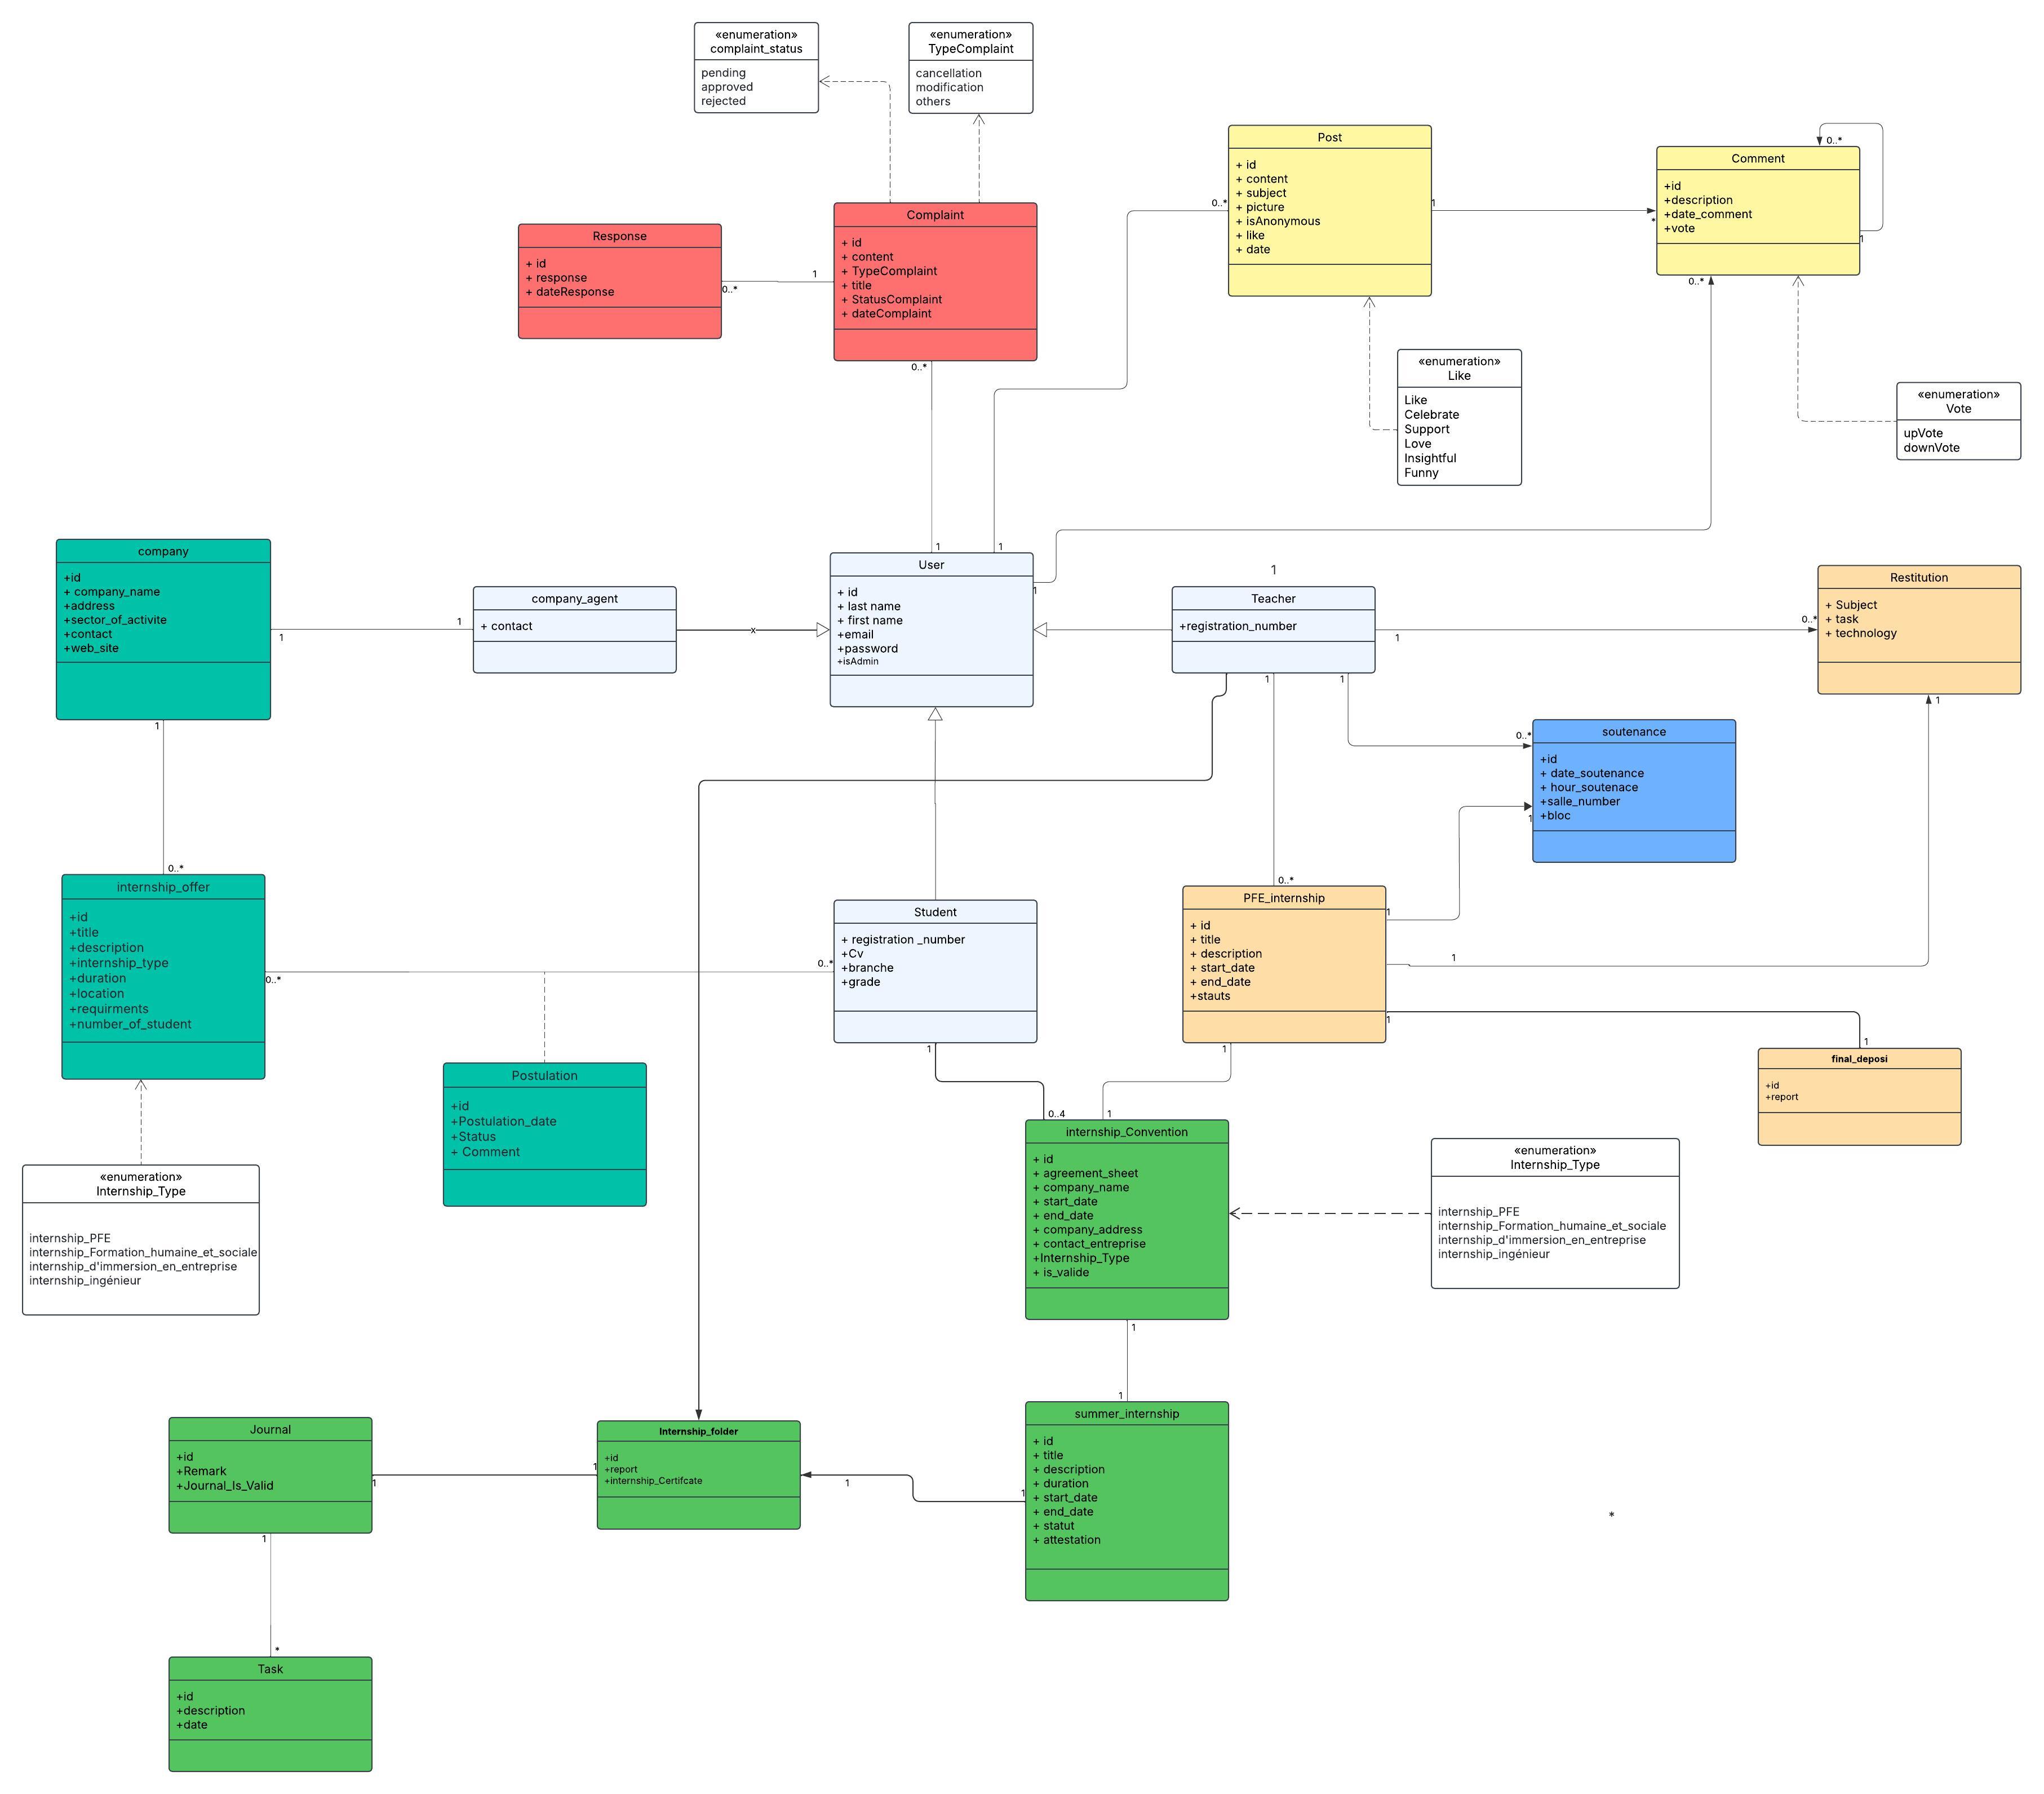 «enumeration»
complaint_status
pending
approved
rejected
«enumeration»
TypeComplaint
cancellation
modification
others
Post
+ id
+ content
+ subject
+ picture
+ isAnonymous
+ like
+ date
0..*
1
*
Comment
+id
+description
+date_comment
+vote
0..*
1
0..*
Complaint
+ id
+ content
+ TypeComplaint
+ title
+ StatusComplaint
+ dateComplaint
Response
+ id
+ response
+ dateResponse
0..*
1
0..*
«enumeration»
Like
Like
Celebrate
Support
Love
Insightful
Funny
«enumeration»
Vote
upVote
downVote
company
+id
+ company_name
+address
+sector_of_activite
+contact
+web_site
1
1
company_agent
+ contact
x
1
1
User
+ id
+ last name
+ first name
+email
+password
+isAdmin
1
1
Teacher
+registration_number
1
0..*
Restitution
+ Subject
+ task
+ technology
1
1
1
1
0..*
soutenance
+id
+ date_soutenance
+ hour_soutenace
+salle_number
+bloc
1
0..*
internship_offer
+id
+title
+description
+internship_type
+duration
+location
+requirments
+number_of_student
0..*
0..*
Student
+ registration _number
+Cv
+branche
+grade
1
0..*
PFE_internship
+ id
+ title
+ description
+ start_date
+ end_date
+stauts
1
1
1
1
1
final_deposi
+id
+report
Postulation
+id
+Postulation_date
+Status
+ Comment
0..4
1
internship_Convention
+ id
+ agreement_sheet
+ company_name
+ start_date
+ end_date
+ company_address
+ contact_entreprise
+Internship_Type
+ is_valide
1
«enumeration»
Internship_Type
internship_PFE
internship_Formation_humaine_et_sociale
internship_d'immersion_en_entreprise
internship_ingénieur
«enumeration»
Internship_Type
internship_PFE
internship_Formation_humaine_et_sociale
internship_d'immersion_en_entreprise
internship_ingénieur
1
summer_internship
+ id
+ title
+ description
+ duration
+ start_date
+ end_date
+ statut
+ attestation
Journal
+id
+Remark
+Journal_Is_Valid
1
1
Internship_folder
+id
+report
+internship_Certifcate
1
1
*
1
*
Task
+id
+description
+date